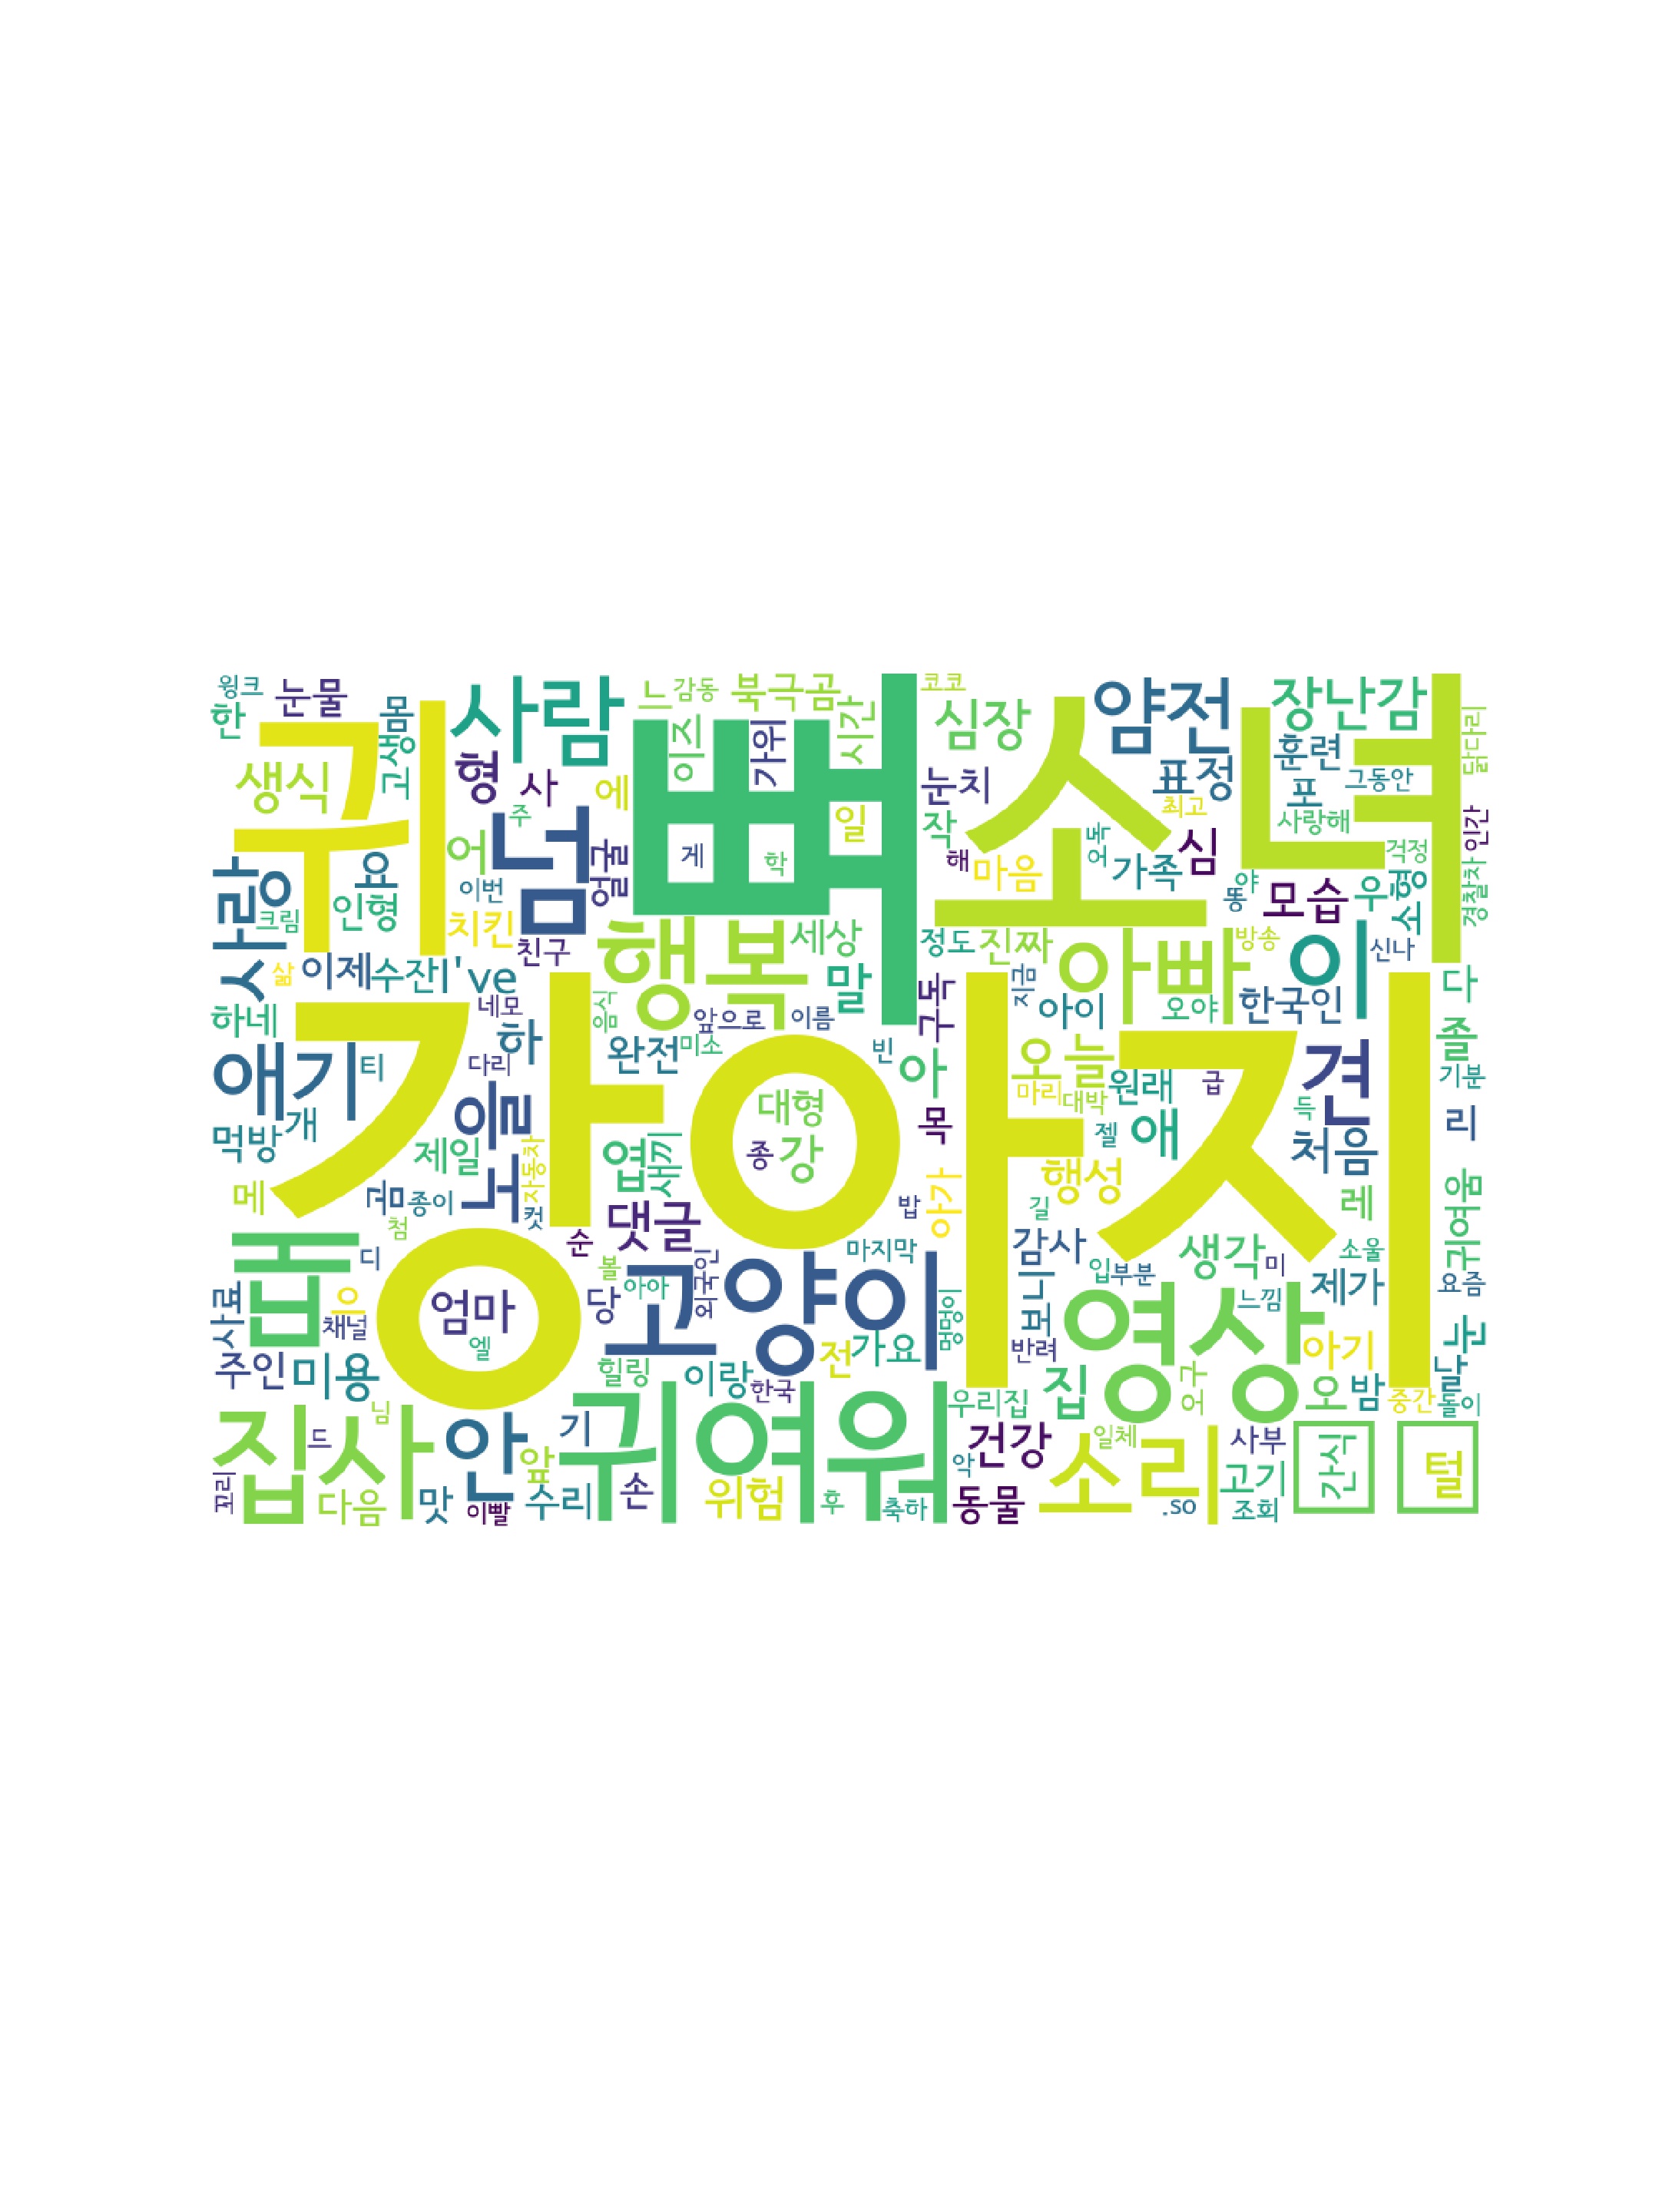 윙크
눈물
한
몸
고생
생식
귀
사람
형
사
에
주
어
넘
얼굴
느
감동
북극곰
이즈
가위
시간
뼈
게
학
일
코코
심장
얌전
장난감
소녀
눈치
표정
훈련
포
그동안
닭다리
최고
사랑해
작
해
마음
독
어
가족
심
걱정
인간
경찰차
야
똥
모습
우
소형
사랑
요
크림
인형
이번
치킨
친구
행복
세상
정도
진짜
아빠
방송
이
신나
삶
이제
수잔
I've
말
구독
지금
아이
오야
한국인
다
하네
네모
하
음식
앞으로
이름
강아지
완전
미소
빈
아
오늘
견
졸
애기
티
다리
노을
대형
종
강
목
마리
대박
원래
급
기분
득
먹방
개
제일
자동차
엽
새끼
젤
애
처음
리
메
곰
종이
컷
첨
순
댓글
밥
아가
행성
길
레
귀여움
뽀
디
엄마
엘
볼
아아
당
외국인
고양이
마지막
감사
보니
입
부분
생각
미
소울
제가
요즘
느낌
사료
으
채널
주인
미용
힐링
이랑
한국
전
가요
멍멍이
반려
영상
아기
눈
날
집사
님
드
안
기
귀여워
우리집
집
구
어
오
밤
중간
돌이
꼬리
다음
맛
앞
이빨
수리
손
위험
후
축하
악
건강
동물
일체
소리
.so
사부
고기
조회
간식
털